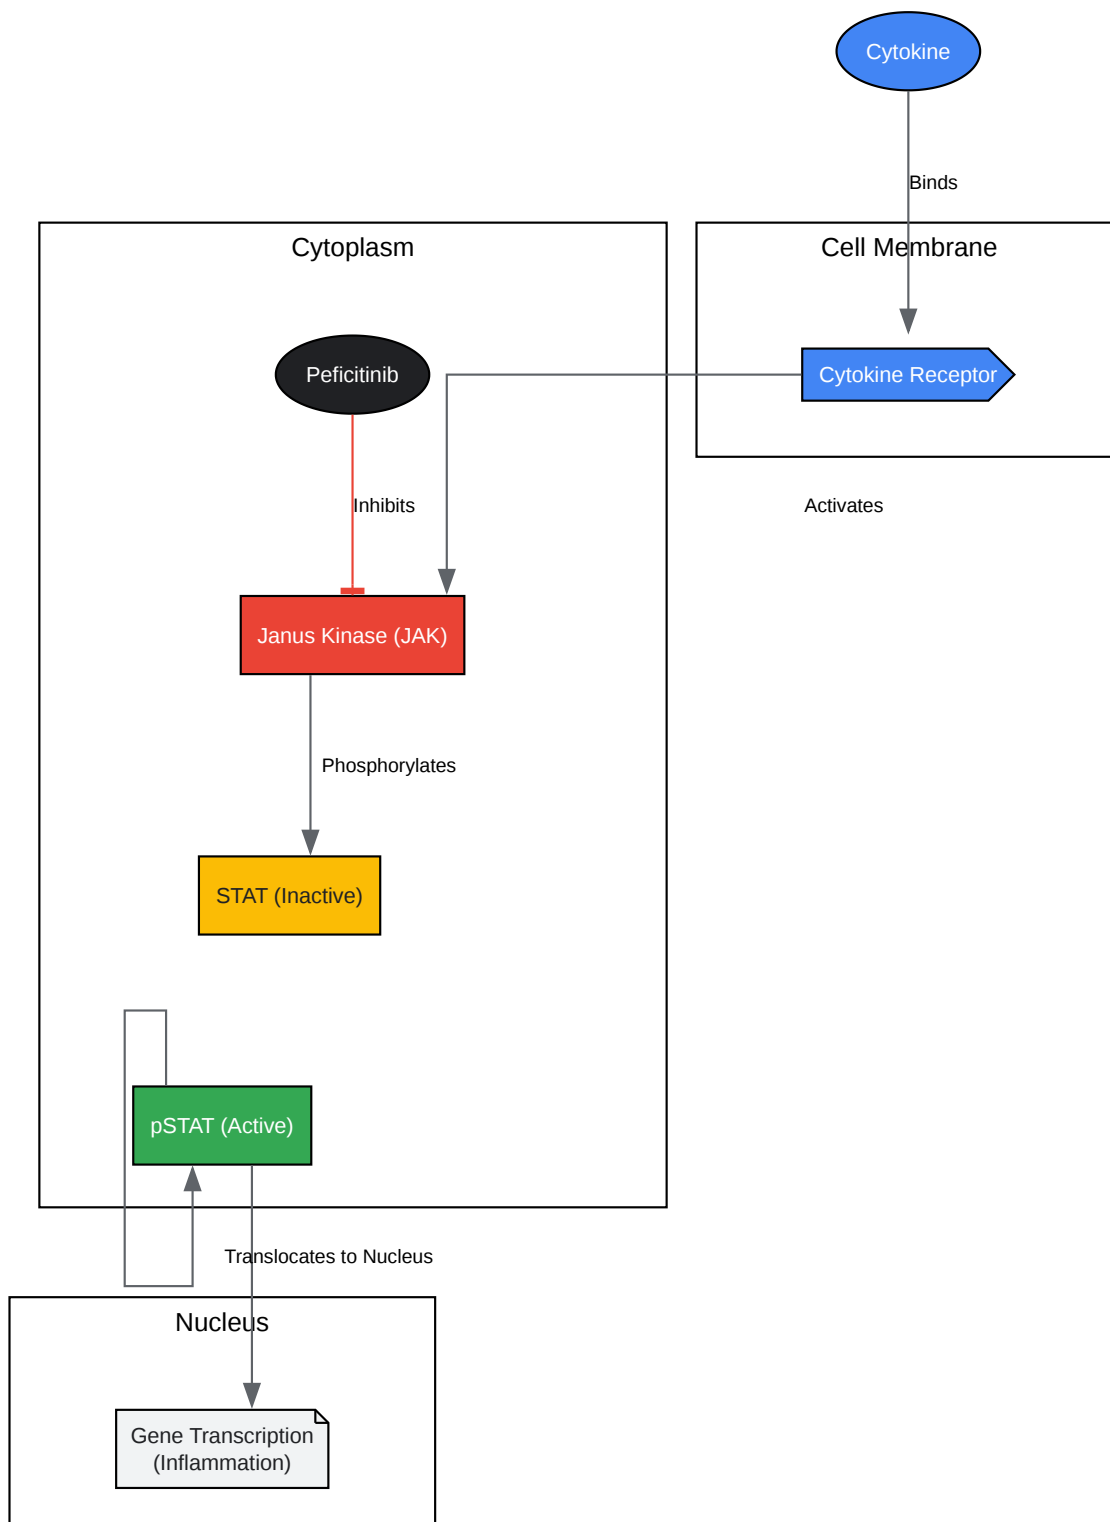 Cytokine
Binds
Cytoplasm
Cell Membrane
Peficitinib
Cytokine Receptor
Inhibits
Activates
Janus Kinase (JAK)
Phosphorylates
STAT (Inactive)
pSTAT (Active)
Translocates to Nucleus
Nucleus
Gene Transcription
(Inflammation)